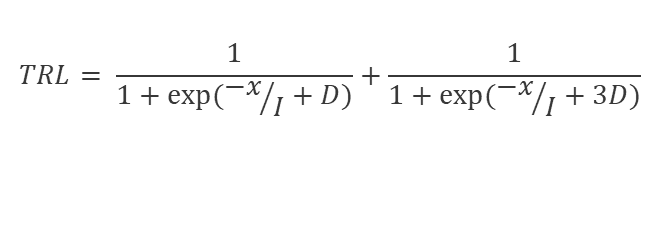 TRL = 1/(1 + exp(−x/I + D)) + 1/(1 + exp(−x/I + 3D))